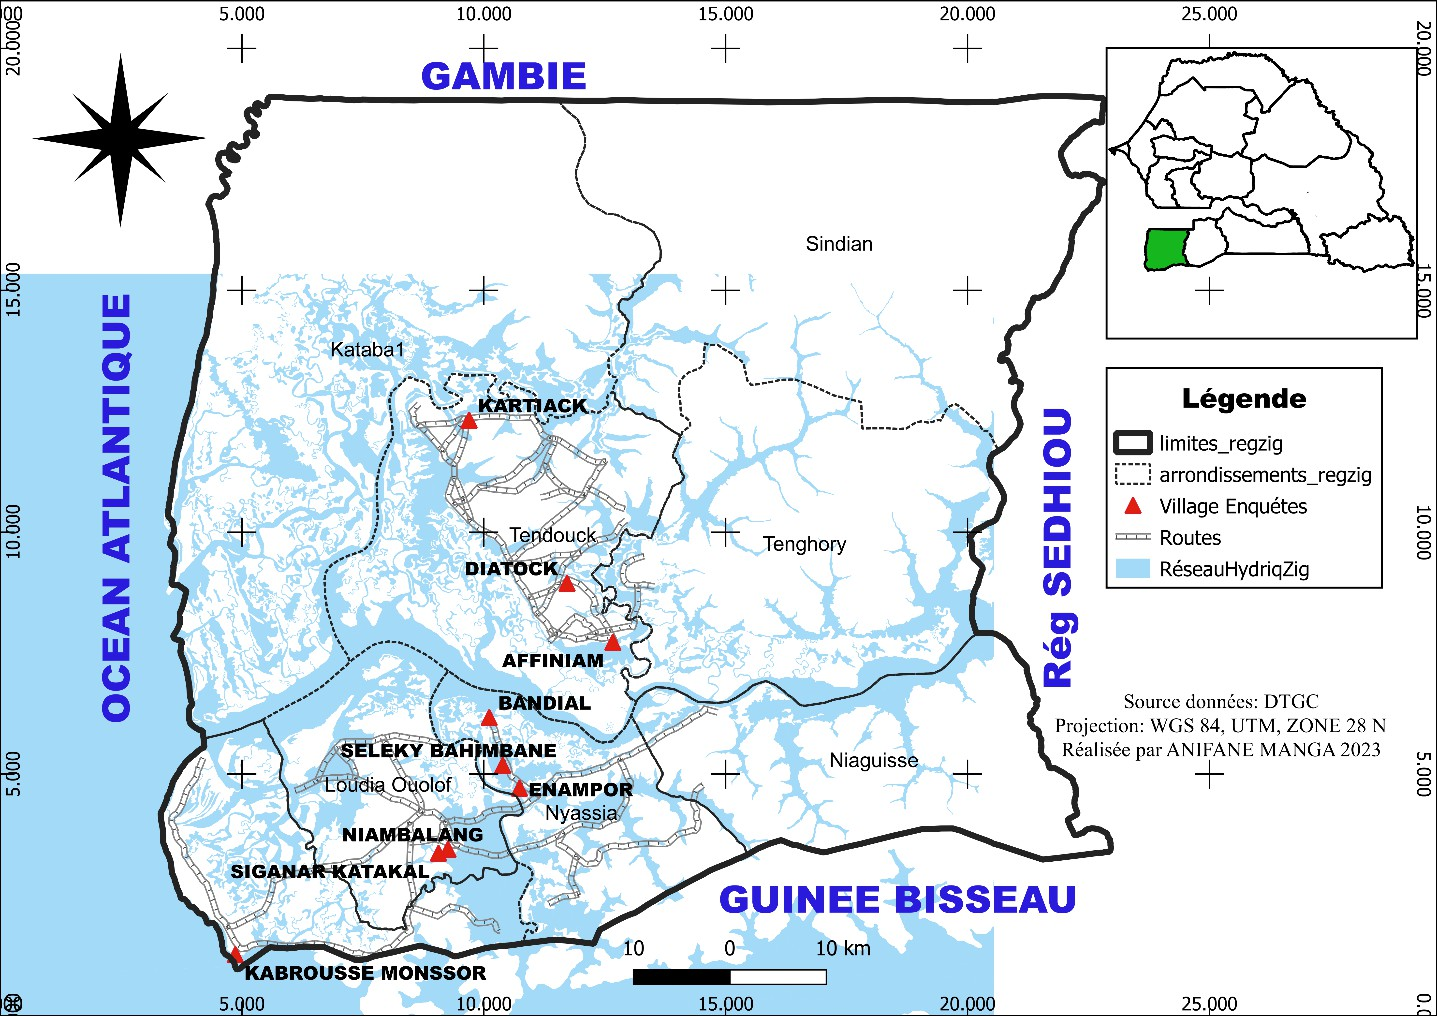 5.000 10.000 15.000 20.000 25.000
20.000
20.000
GAMBIE
Sindian
15.000
15.000
OCEAN ATLANTIQUE
Kataba1
KARTIACK
Légende
limites_regzig
arrondissements_regzig
Village Enquétes
Routes
RéseauHydriqZig
Rég SEDHIOU
10.000
10.000
Tendouck
Tenghory
DIATOCK
AFFINIAM
BANDIAL
SELEKY BAHIMBANE
Loudia Ouolof
ENAMPOR
Nyassia
Niaguisse
Source données: DTGC
Projection: WGS 84, UTM, ZONE 28 N
Réalisée par ANIFANE MANGA 2023
5.000
5.000
NIAMBALANG
SIGANAR KATAKAL
GUINEE BISSEAU
10 0 10 km
KABROUSSE MONSSOR
5.000 10.000 15.000 20.000 25.000